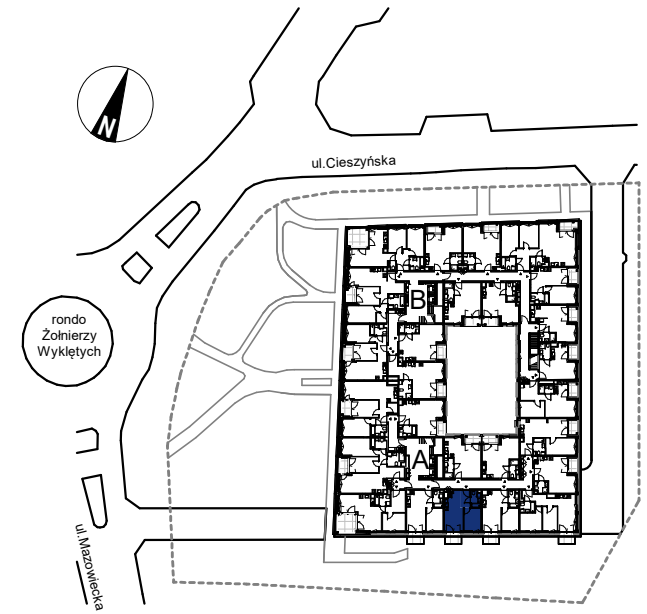 N
ul.Cieszyńska
B
rondo
Żołnierzy
Wyklętych
A
ul.Mazowiecka